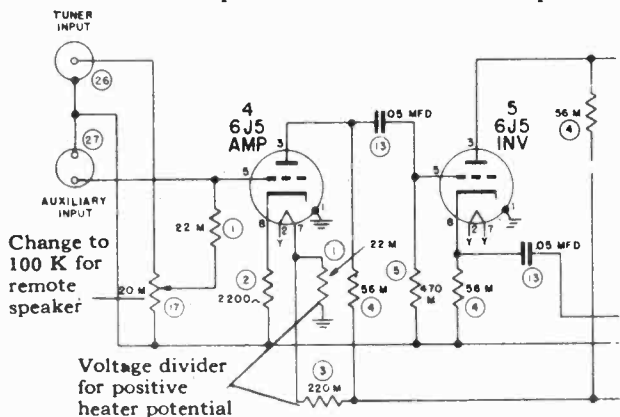 TUNER
INPUT
26
27
AUXILIARY
INPUT
4
6J5
AMP
3
5
8
2
7
1
Y
.05 MFD
13
5
6J5
INV
3
5
8
2
7
1
Y
Y
56 M
4
.05 MFD
13
22 M
1
Change to
100 K for
remote
speaker
20 M
17
2
2200
1
22 M
56 M
4
5
470
M
56 M
4
Voltage divider
for positive
heater potential
3
220 M